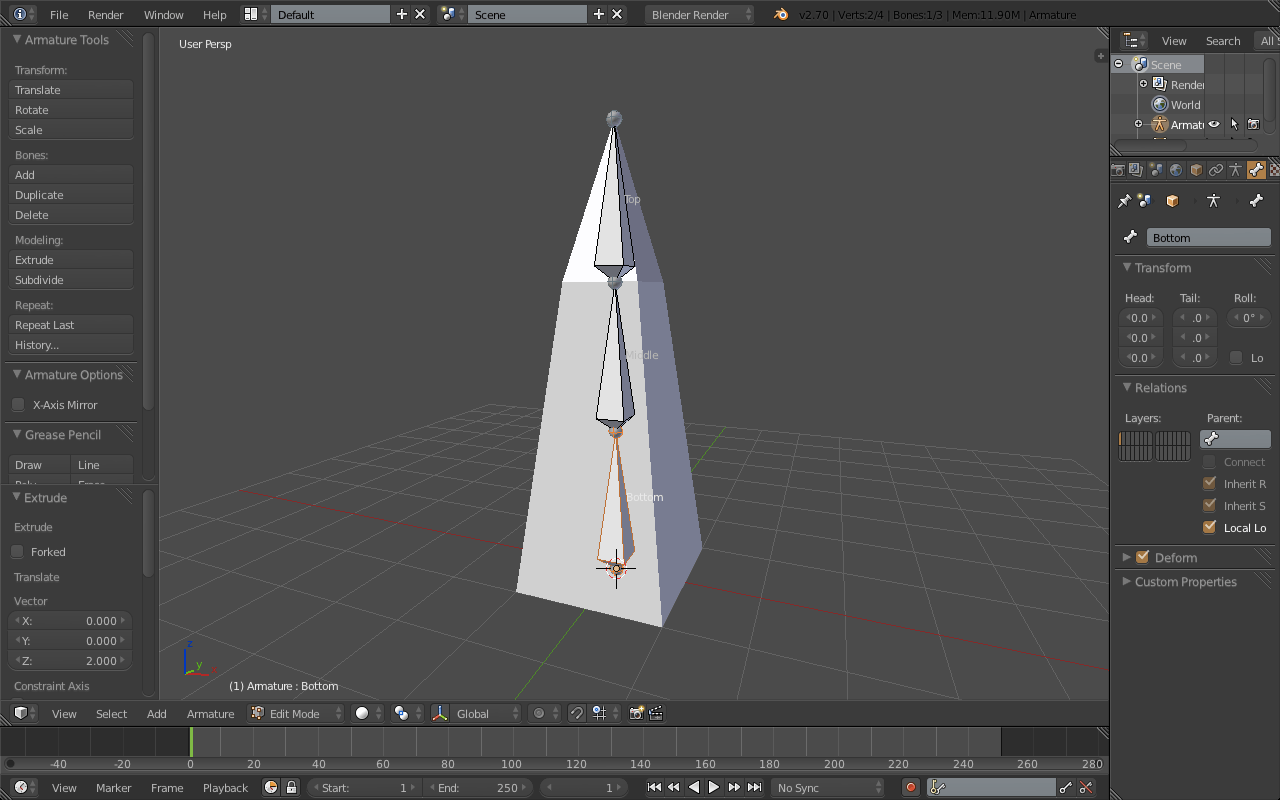 File Render Window Help Default Scene Blender Render v2.70 | Verts:2/4 | Bones:1/3 | Mem:11.90M | Armature
Armature Tools
Transform:
Translate
Rotate
Scale
Bones:
Add
Duplicate
Delete
Modeling:
Extrude
Subdivide
Repeat:
Repeat Last
History...
Armature Options
X-Axis Mirror
Grease Pencil
Draw Line
Extrude
Extrude
Forked
Translate
Vector
X: 0.000
Y: 0.000
Z: 2.000
Constraint Axis
User Persp
Top
Middle
Bottom
z
y
(1) Armature : Bottom
View Select Add Armature Edit Mode Global
-40 -20 0 20 40 60 80 100 120 140 160 180 200 220 240 260 280
View Marker Frame Playback Start: 1 End: 250 1 No Sync
View Search All
Scene
Render
World
Armat
Bottom
Transform
Head: Tail: Roll:
0.0 .0 0°
0.0 .0
0.0 .0 Lo
Relations
Layers: Parent:
Connect
Inherit R
Inherit S
Local Lo
Deform
Custom Properties